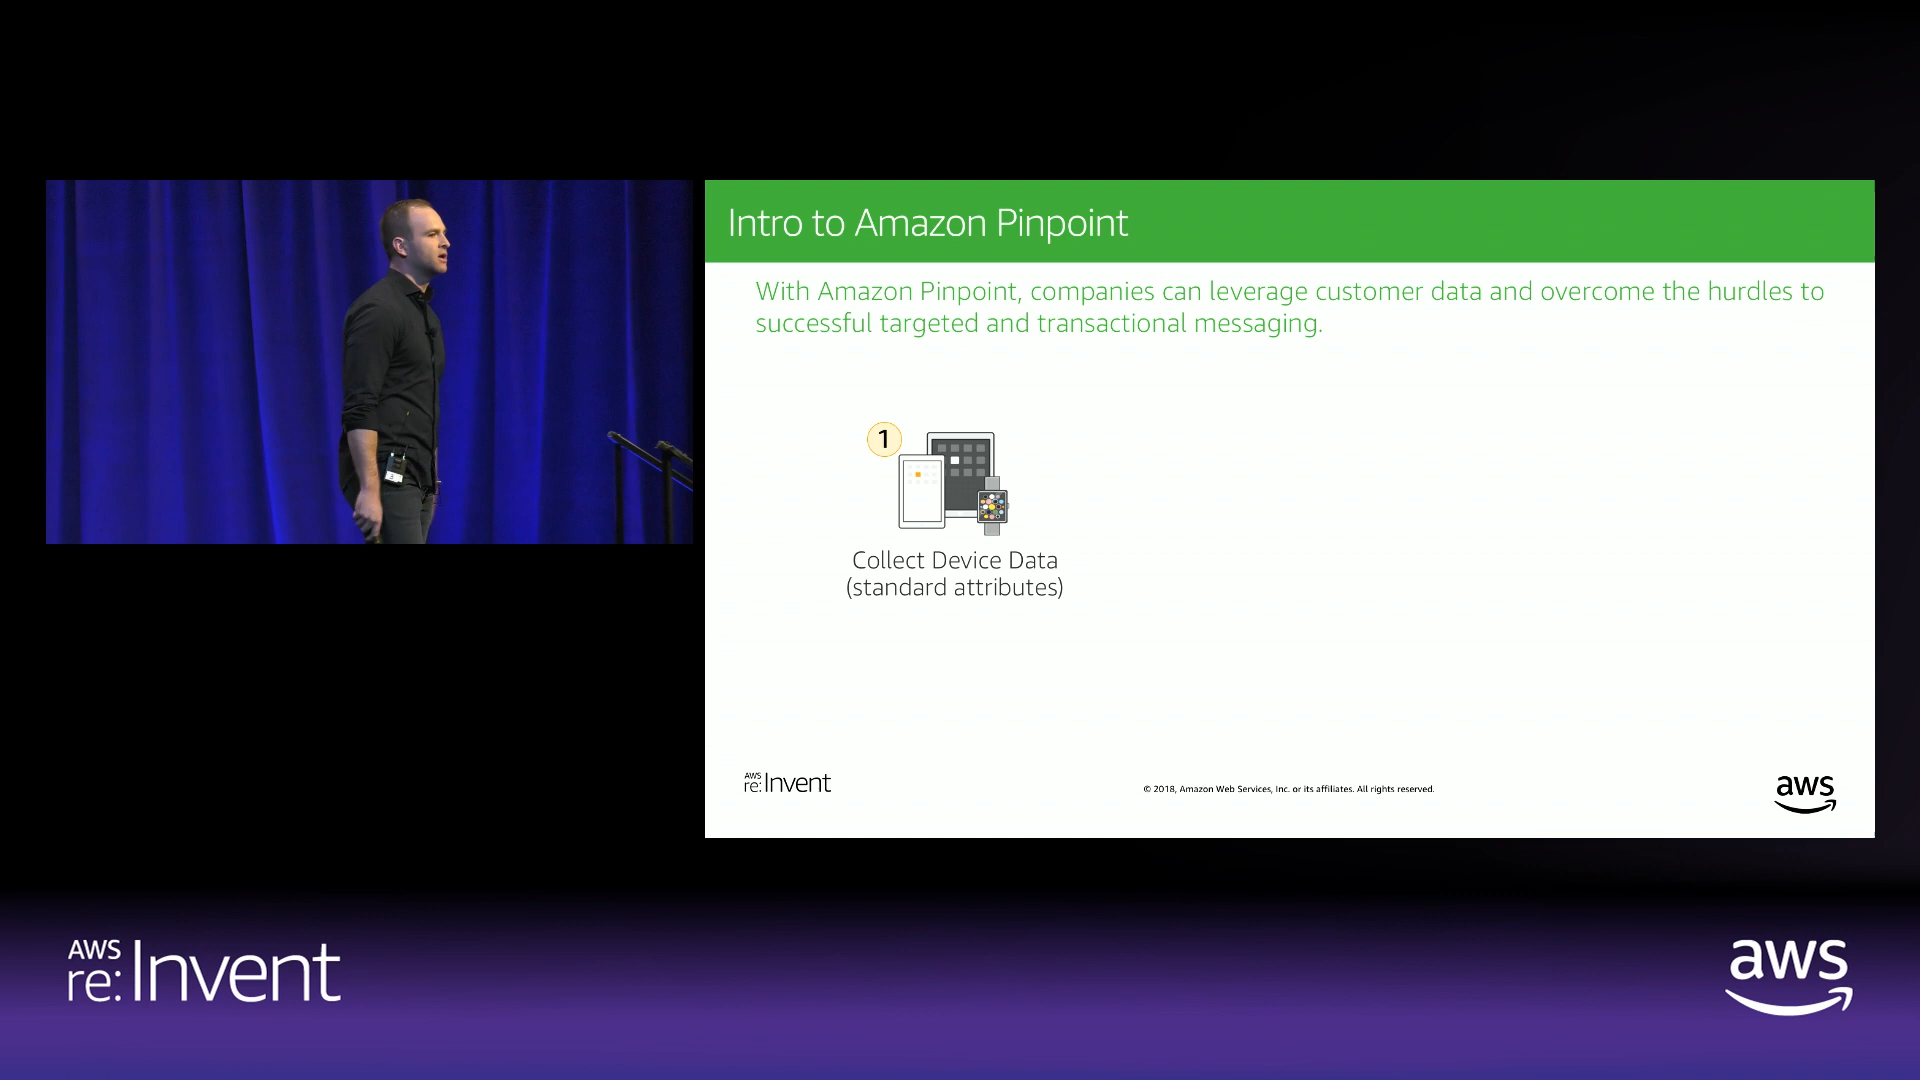 Intro to Amazon Pinpoint
With Amazon Pinpoint, companies can leverage customer data and overcome the hurdles to
successful targeted and transactional messaging.
1
Collect Device Data
(standard attributes)
AWS
re:Invent
© 2018, Amazon Web Services, Inc. or its affiliates. All rights reserved.
aws
AWS
re:Invent
aws